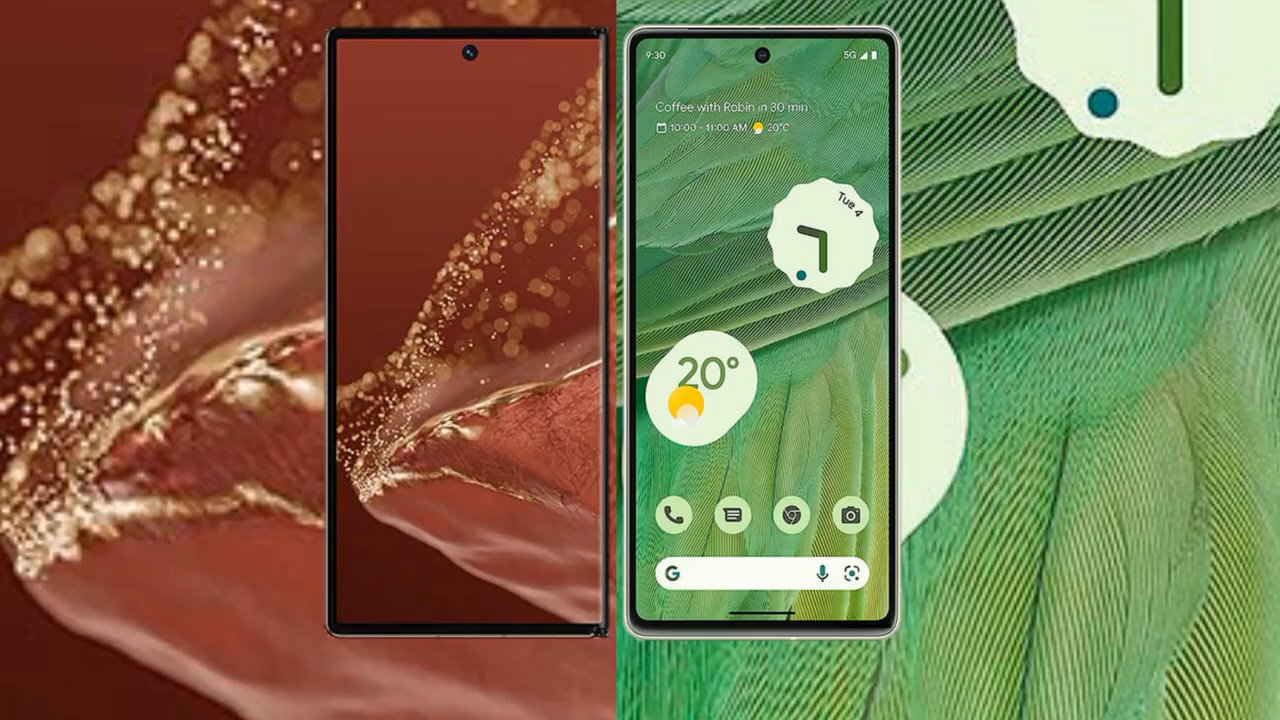 9:30
5G
Coffee with Robin in 30 min
10:00 - 11:00 AM 20°C
Tue 4
20°
G